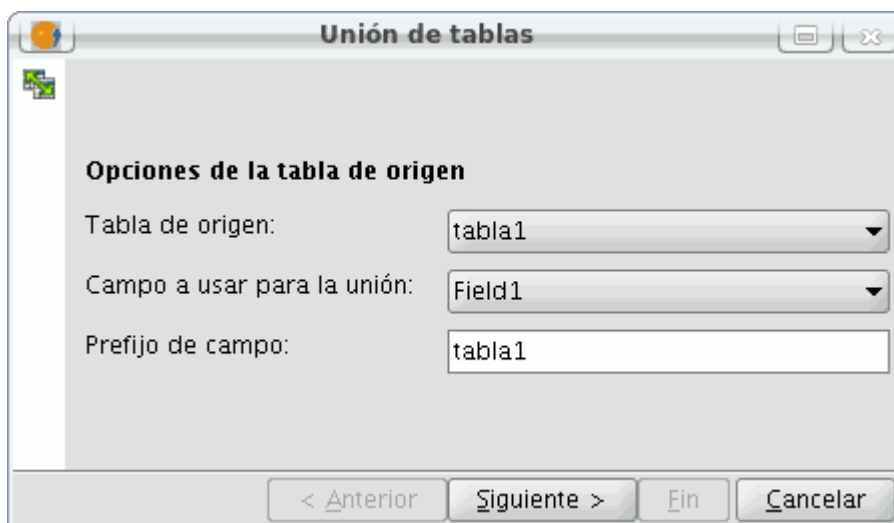 Unión de tablas
Opciones de la tabla de origen
Tabla de origen: tabla1
Campo a usar para la unión: Field1
Prefijo de campo: tabla1
< Anterior Siguiente > Fin Cancelar